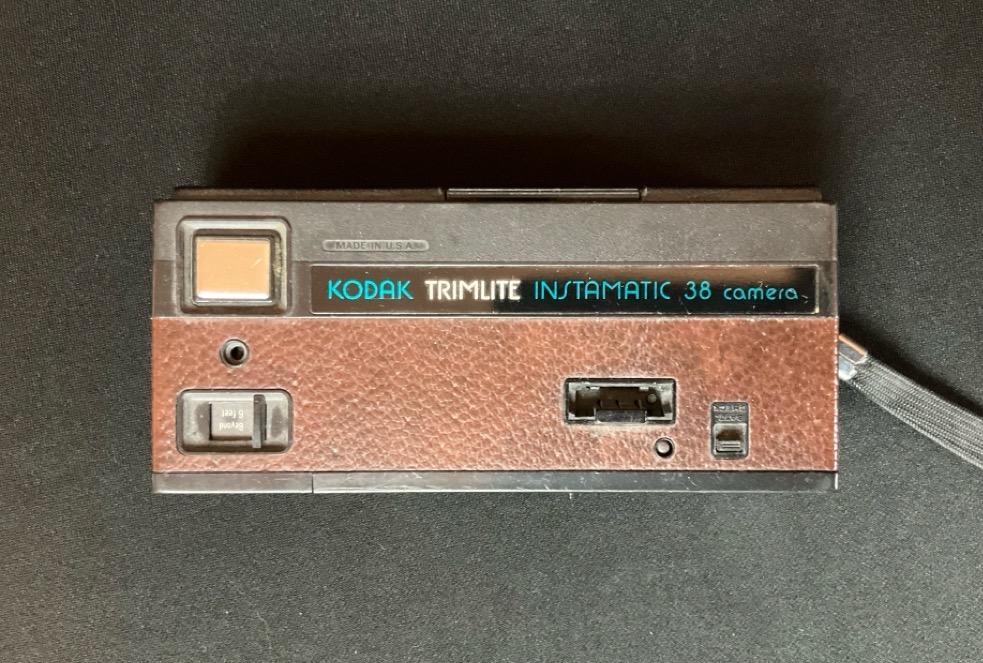 MADE IN U.S.A.
KODAK TRIMLITE INSTAMATIC 38 camera
Beyond
6 feet